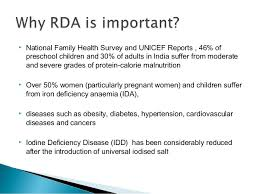 Why RDA is important?
National Family Health Survey and UNICEF Reports , 46% of
preschool children and 30% of adults in India suffer from moderate
and severe grades of protein-calorie malnutrition
Over 50% women (particularly pregnant women) and children suffer
from iron deficiency anaemia (IDA),
diseases such as obesity, diabetes, hypertension, cardiovascular
diseases and cancers
Iodine Deficiency Disease (IDD) has been considerably reduced
after the introduction of universal iodised salt